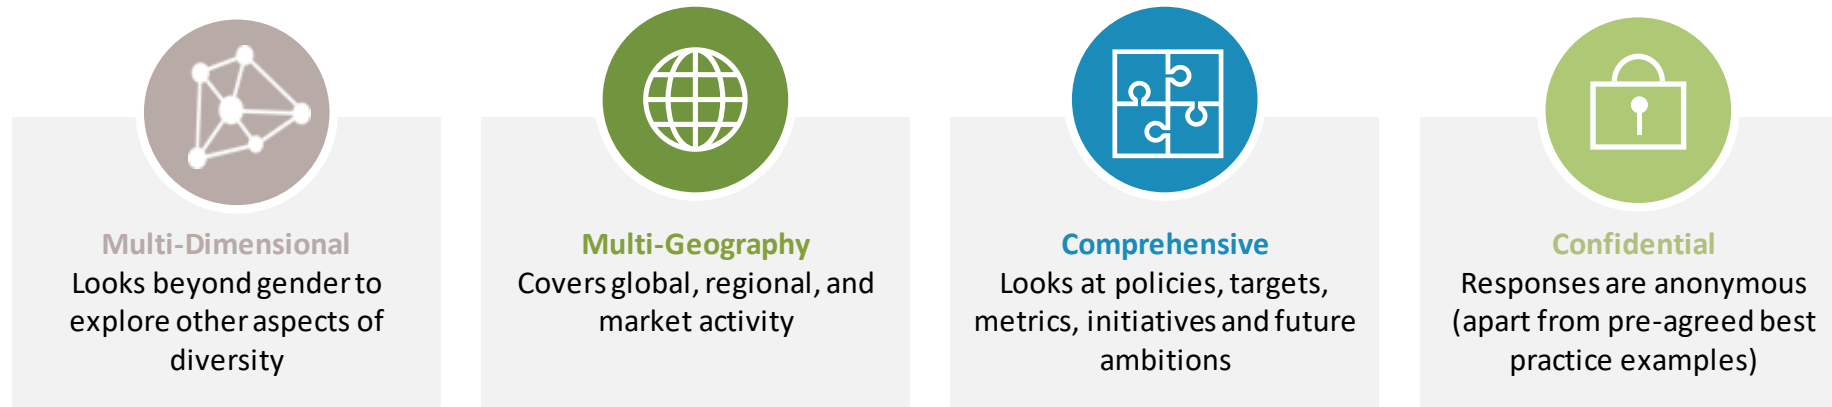 Multi-Dimensional
Looks beyond gender to
explore other aspects of
diversity
Multi-Geography
Covers global, regional, and
market activity
Comprehensive
Looks at policies, targets,
metrics, initiatives and future
ambitions
Confidential
Responses are anonymous
(apart from pre-agreed best
practice examples)